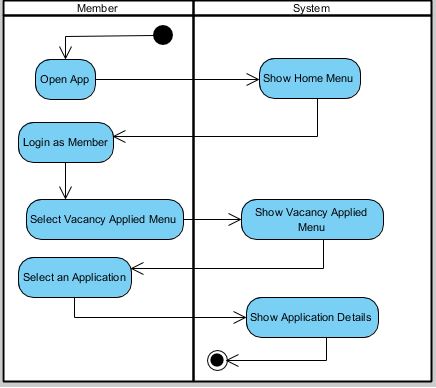 Member
System
Open App
Show Home Menu
Login as Member
Select Vacancy Applied Menu
Show Vacancy Applied
Menu
Select an Application
Show Application Details